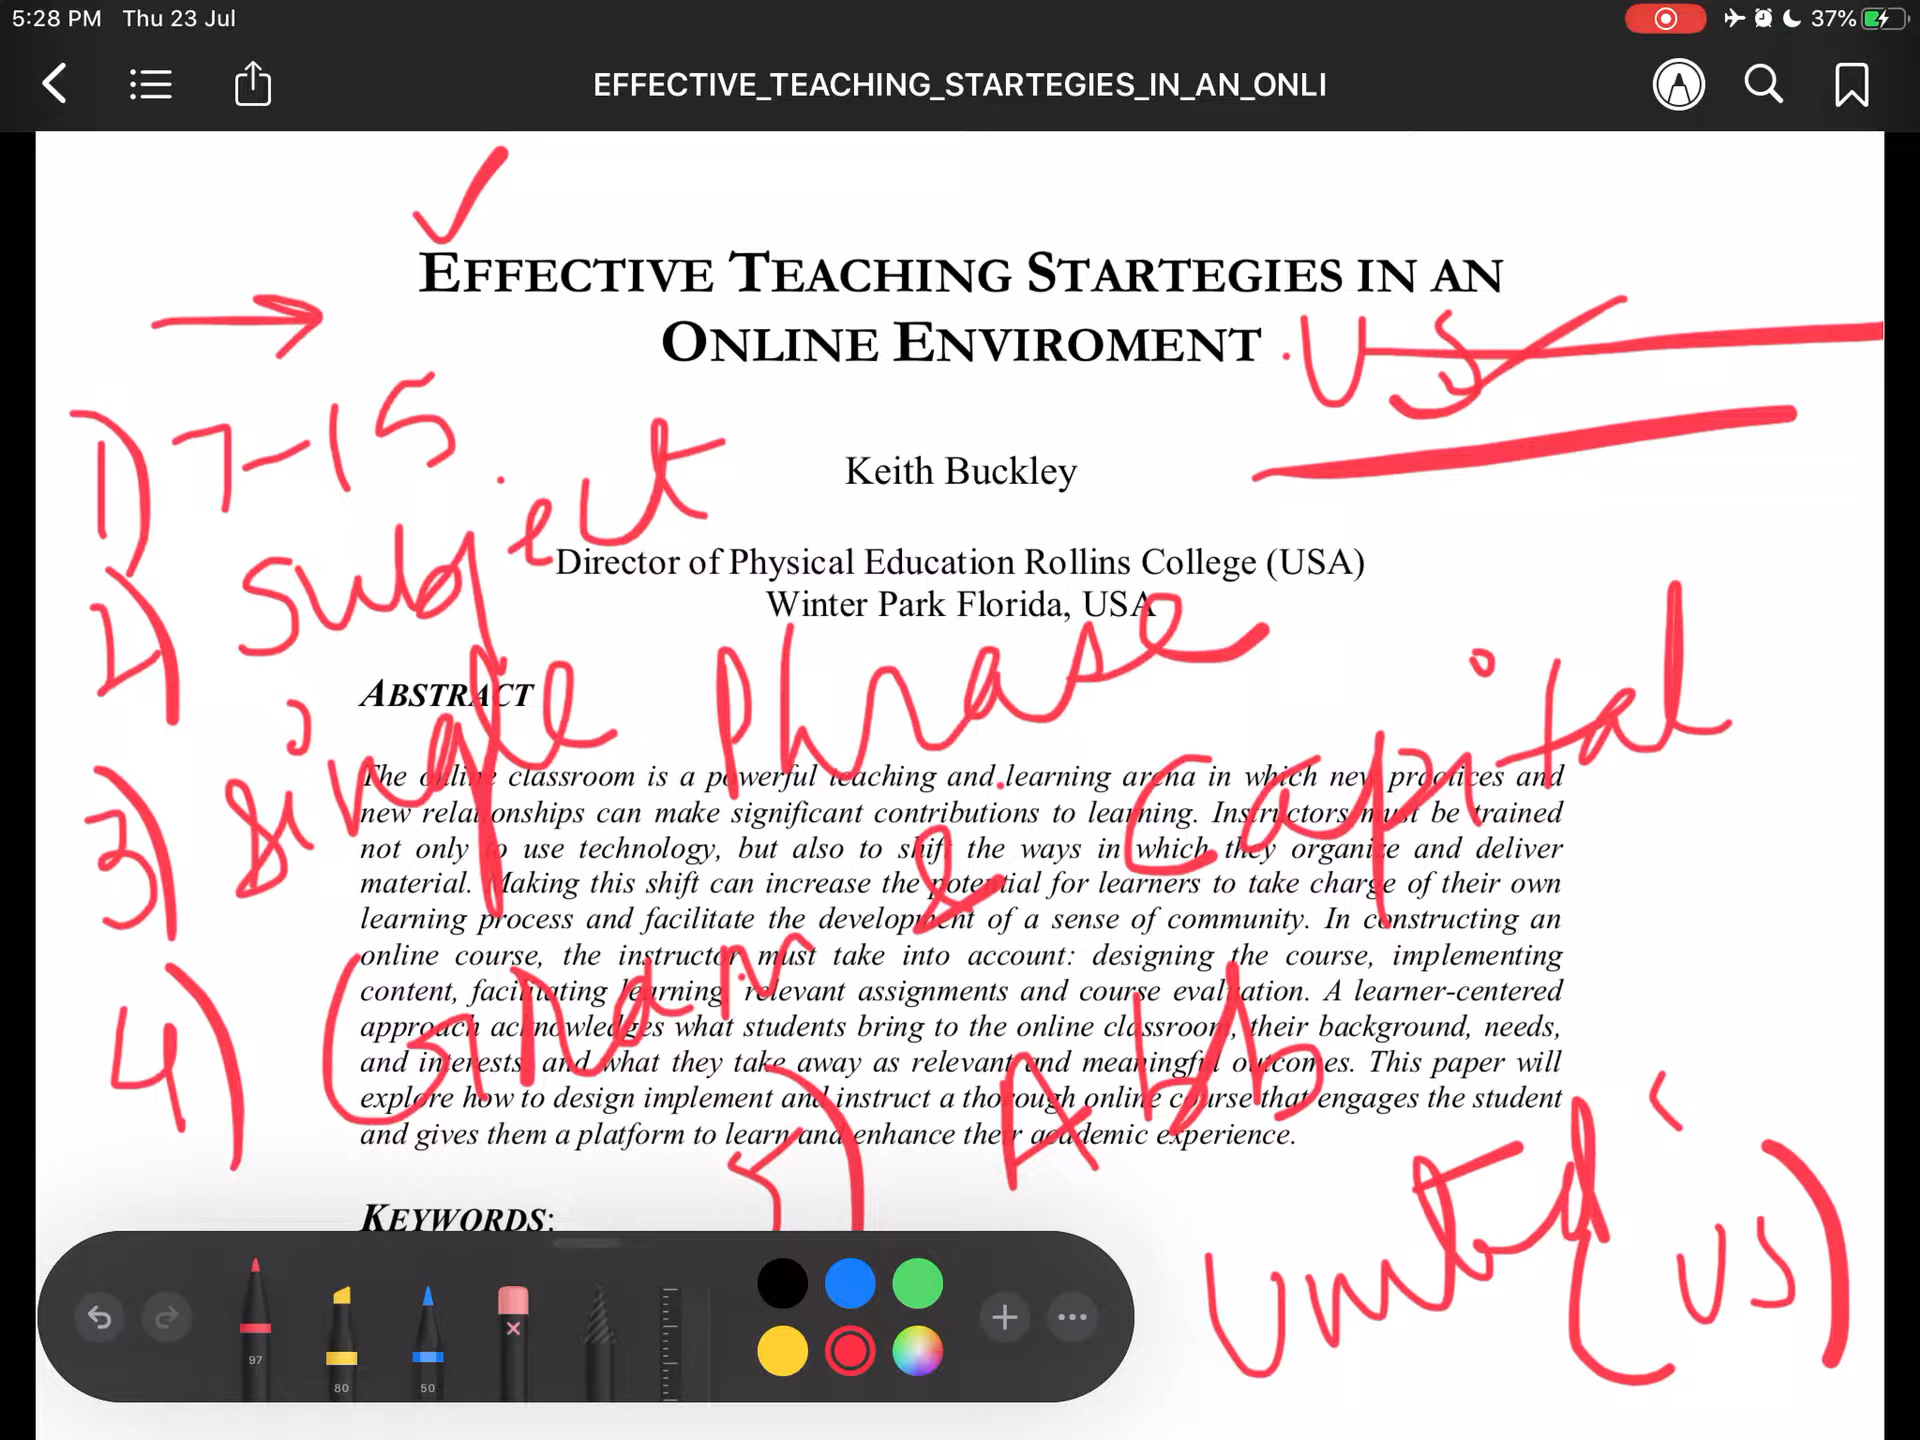 5:28 PM Thu 23 Jul
37%
EFFECTIVE_TEACHING_STARTEGIES_IN_AN_ONLI
EFFECTIVE TEACHING STARTEGIES IN AN
ONLINE ENVIROMENT
US
1) 7-15
Keith Buckley
2) subject
Director of Physical Education Rollins College (USA)
Winter Park Florida, USA
ABSTRACT
3) single Phrase & Capital
The online classroom is a powerful teaching and learning arena in which new practices and
new relationships can make significant contributions to learning. Instructors must be trained
not only to use technology, but also to shift the ways in which they organize and deliver
material. Making this shift can increase the potential for learners to take charge of their own
learning process and facilitate the development of a sense of community. In constructing an
online course, the instructor must take into account: designing the course, implementing
content, facilitating learning, relevant assignments and course evaluation. A learner-centered
approach acknowledges what students bring to the online classroom, their background, needs,
and interests, and what they take away as relevant and meaningful outcomes. This paper will
explore how to design implement and instruct a thorough online course that engages the student
and gives them a platform to learn and enhance their academic experience.
4) Gram
5) Abb
United (US)
KEYWORDS:
97
80
50